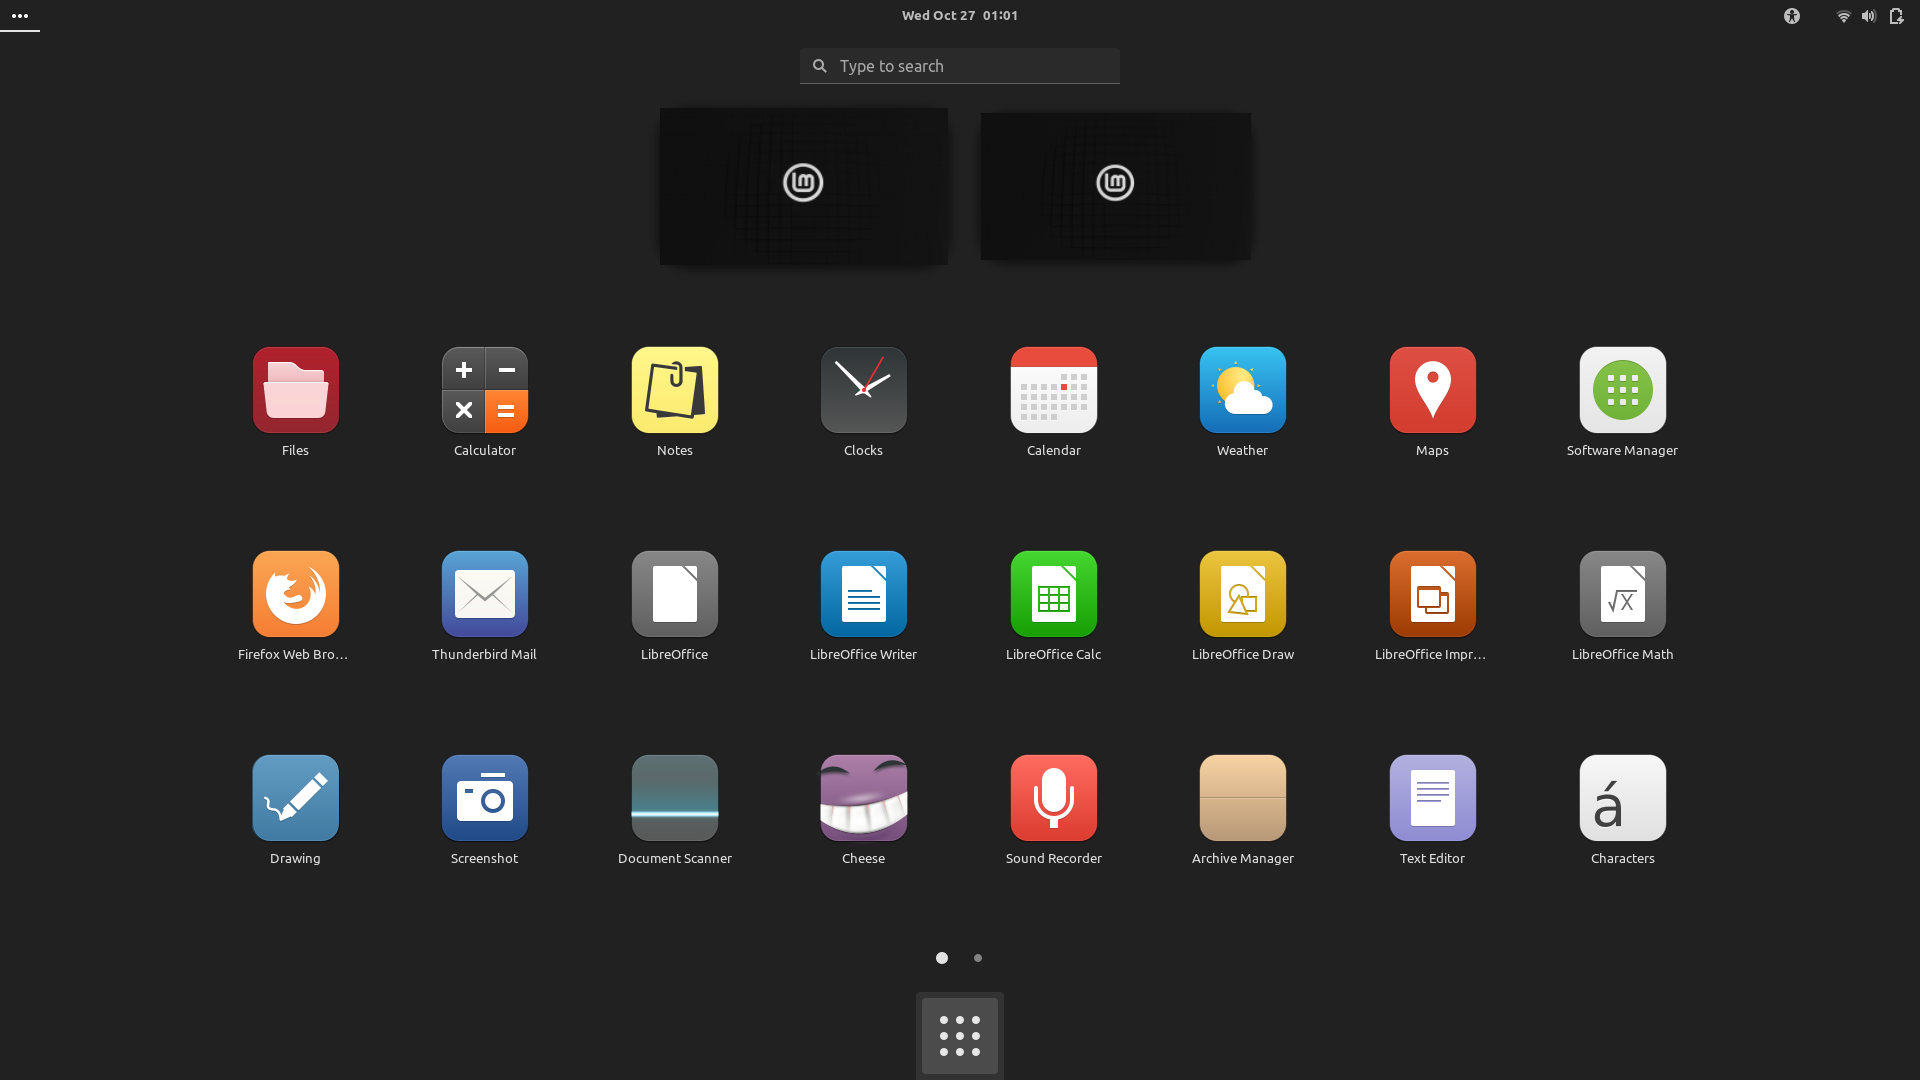 Wed Oct 27 01:01
Type to search
Files
Calculator
Notes
Clocks
Calendar
Weather
Maps
Software Manager
Firefox Web Bro…
Thunderbird Mail
LibreOffice
LibreOffice Writer
LibreOffice Calc
LibreOffice Draw
LibreOffice Impr…
LibreOffice Math
Drawing
Screenshot
Document Scanner
Cheese
Sound Recorder
Archive Manager
Text Editor
á
Characters